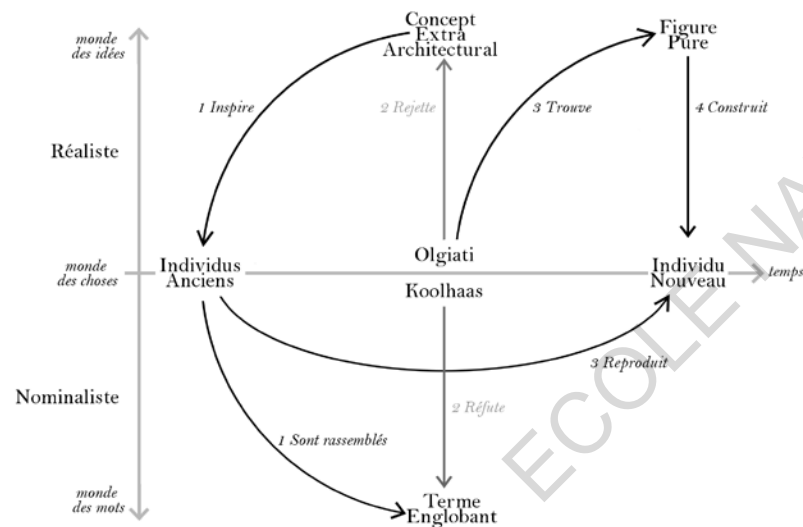 monde
des idées
Concept
Extra
Architectural
Figure
Pure
1 Inspire
2 Rejette
3 Trouve
4 Construit
Réaliste
Olgiati
monde
des choses
Individus
Anciens
Individu
Nouveau
temps
Koolhaas
3 Reproduit
Nominaliste
2 Réfute
1 Sont rassemblés
monde
des mots
Terme
Englobant
ECOLE NA